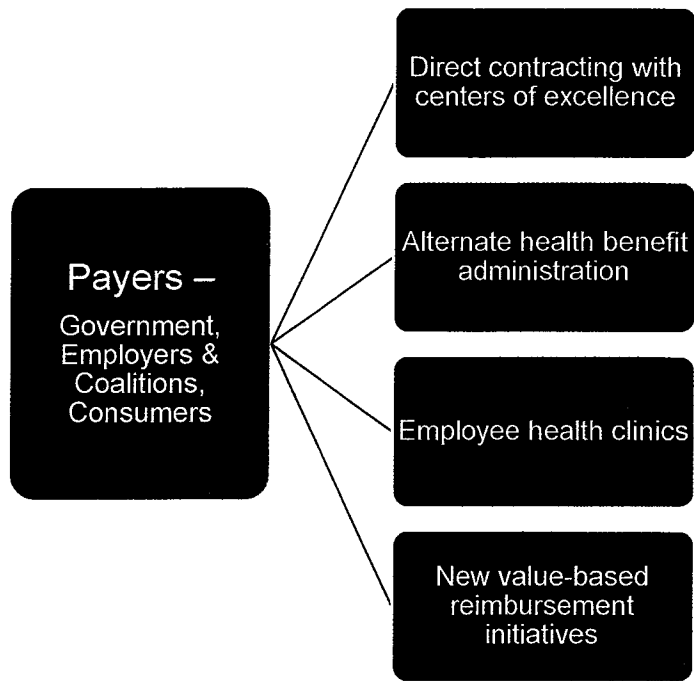 Payers –
Government,
Employers &
Coalitions,
Consumers
Direct contracting with
centers of excellence
Alternate health benefit
administration
Employee health clinics
New value-based
reimbursement
initiatives